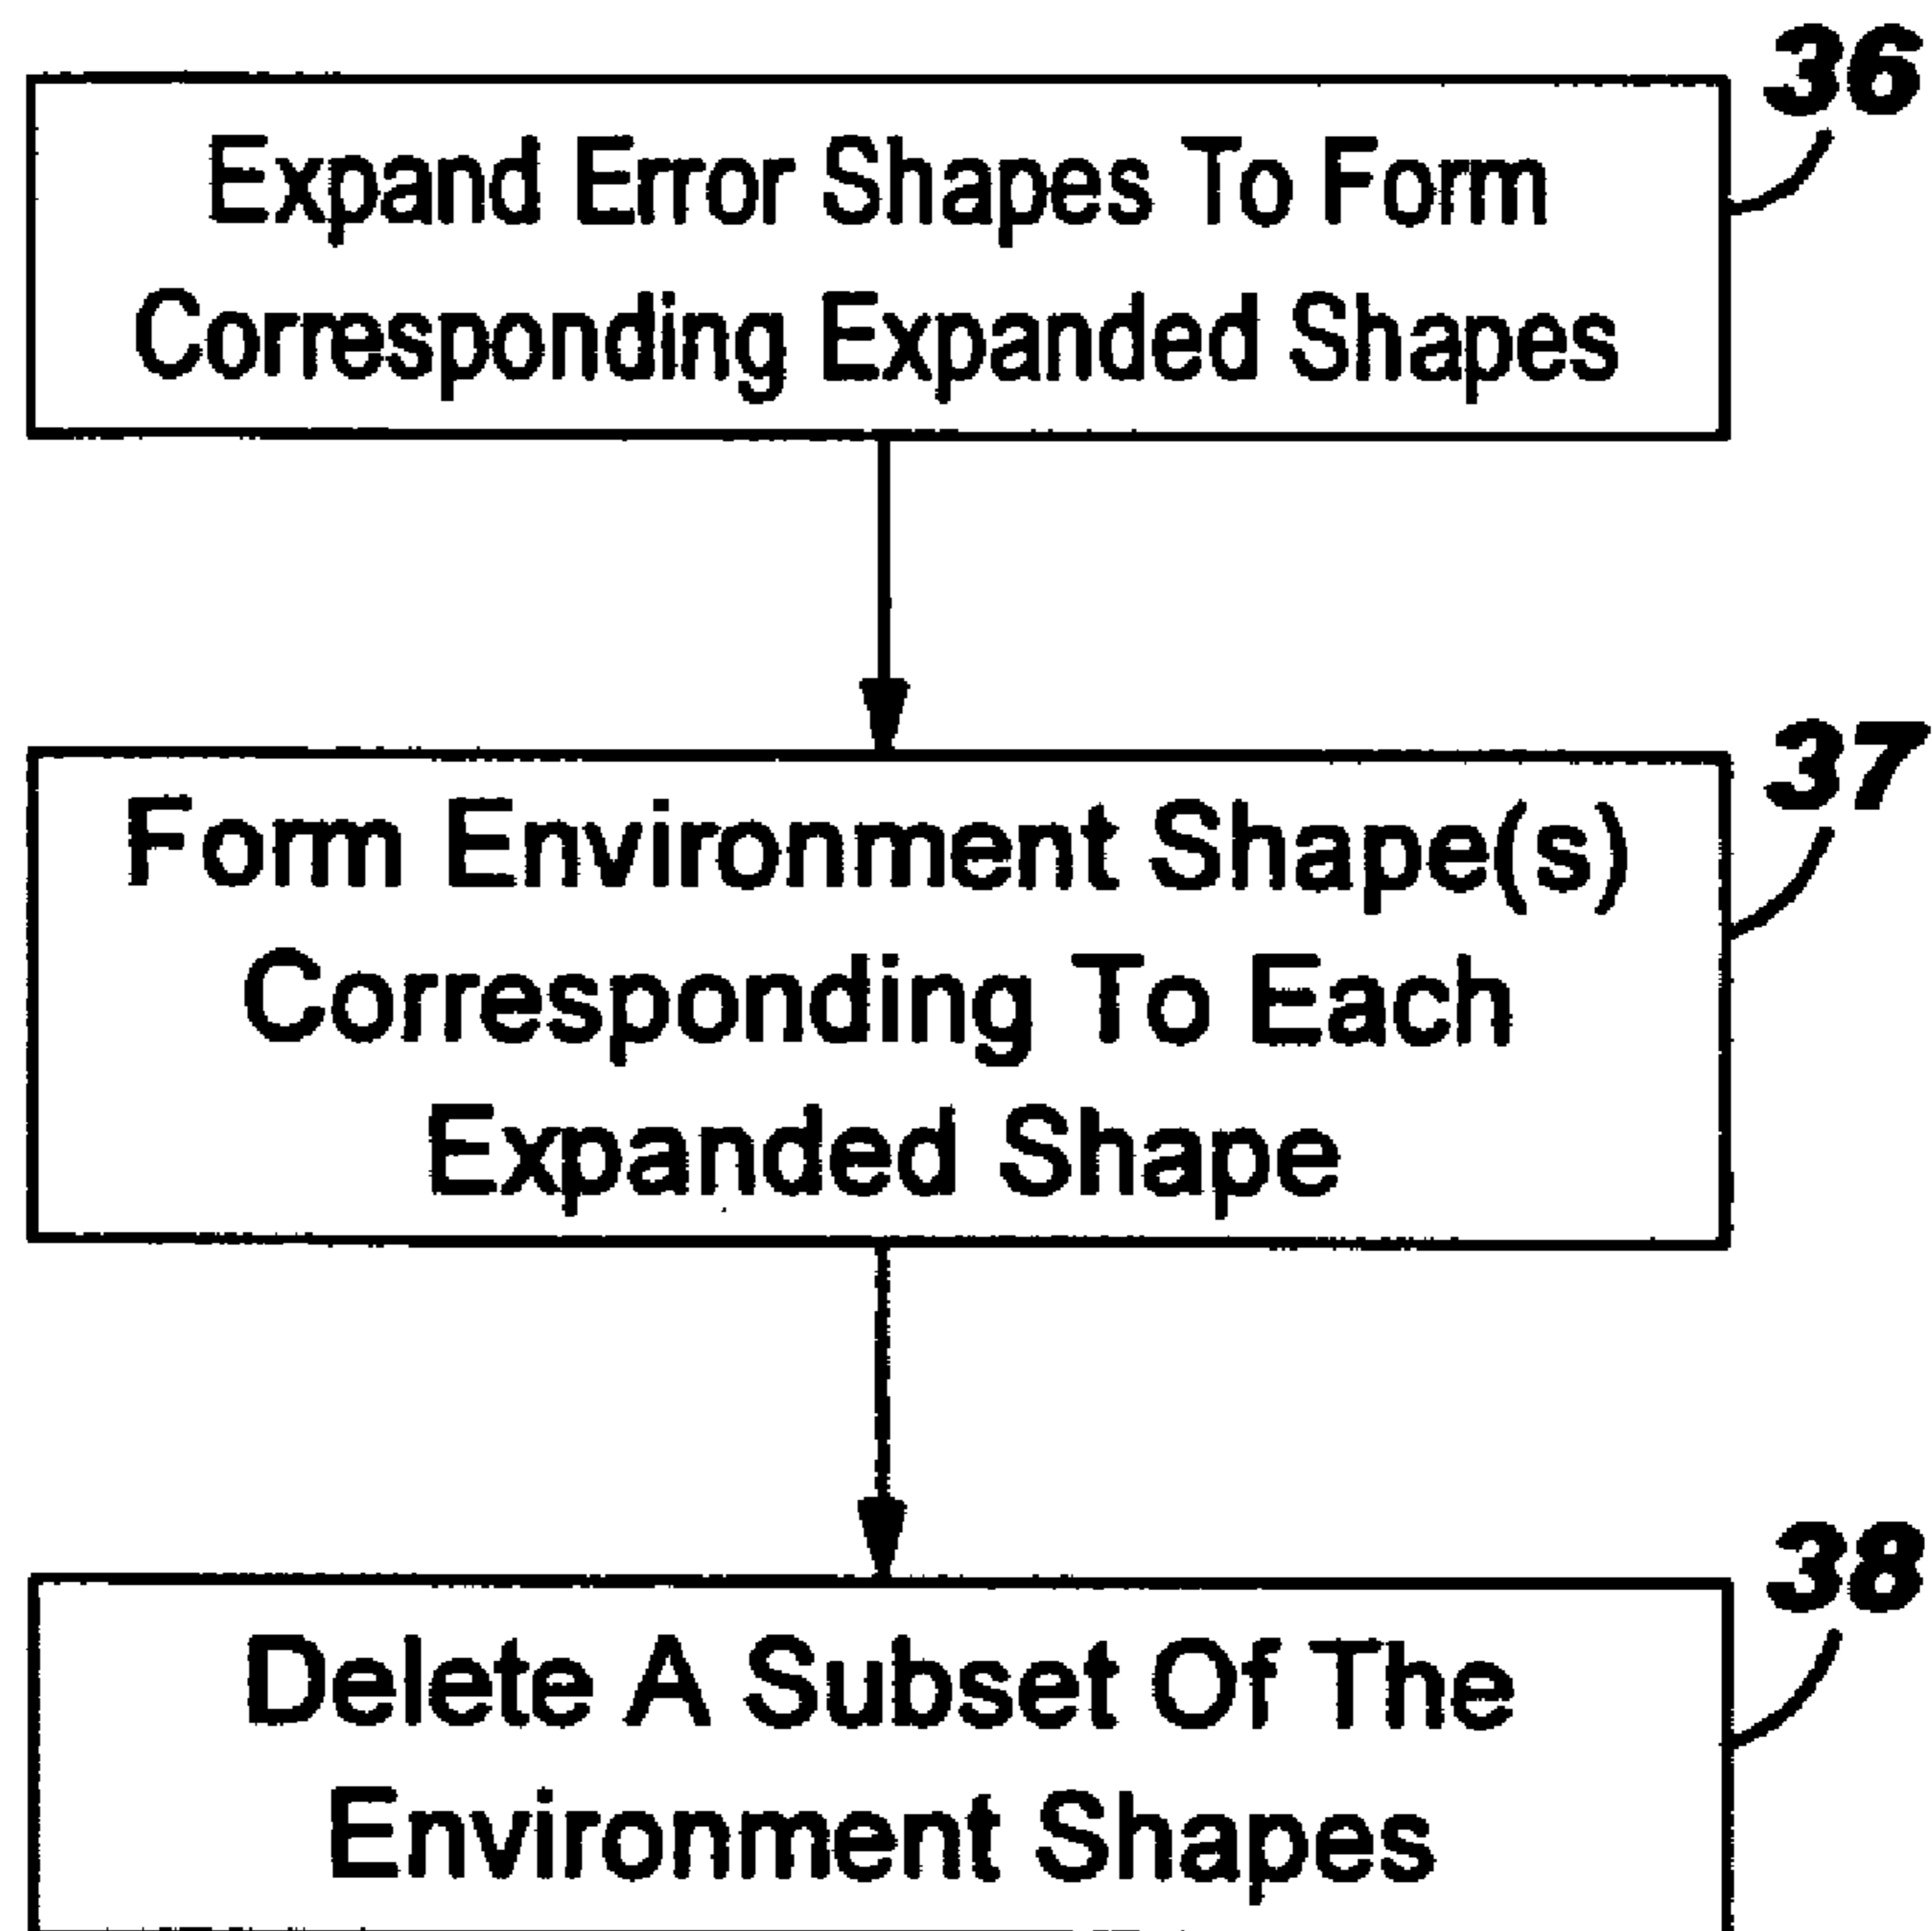 36
Expand Error Shapes To Form
Corresponding Expanded Shapes
37
Form Environment Shape(s)
Corresponding To Each
Expanded Shape
38
Delete A Subset Of The
Environment Shapes